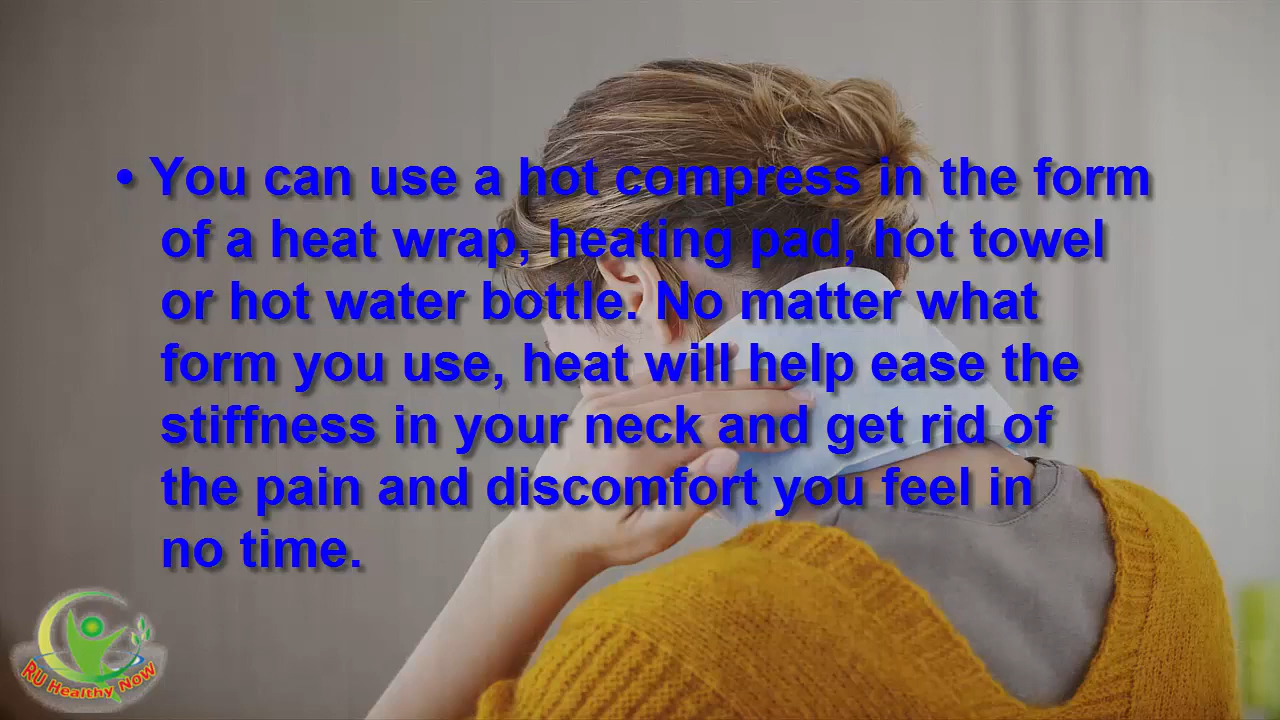 • You can use a hot compress in the form
of a heat wrap, heating pad, hot towel
or hot water bottle. No matter what
form you use, heat will help ease the
stiffness in your neck and get rid of
the pain and discomfort you feel in
no time.
RU Healthy Now